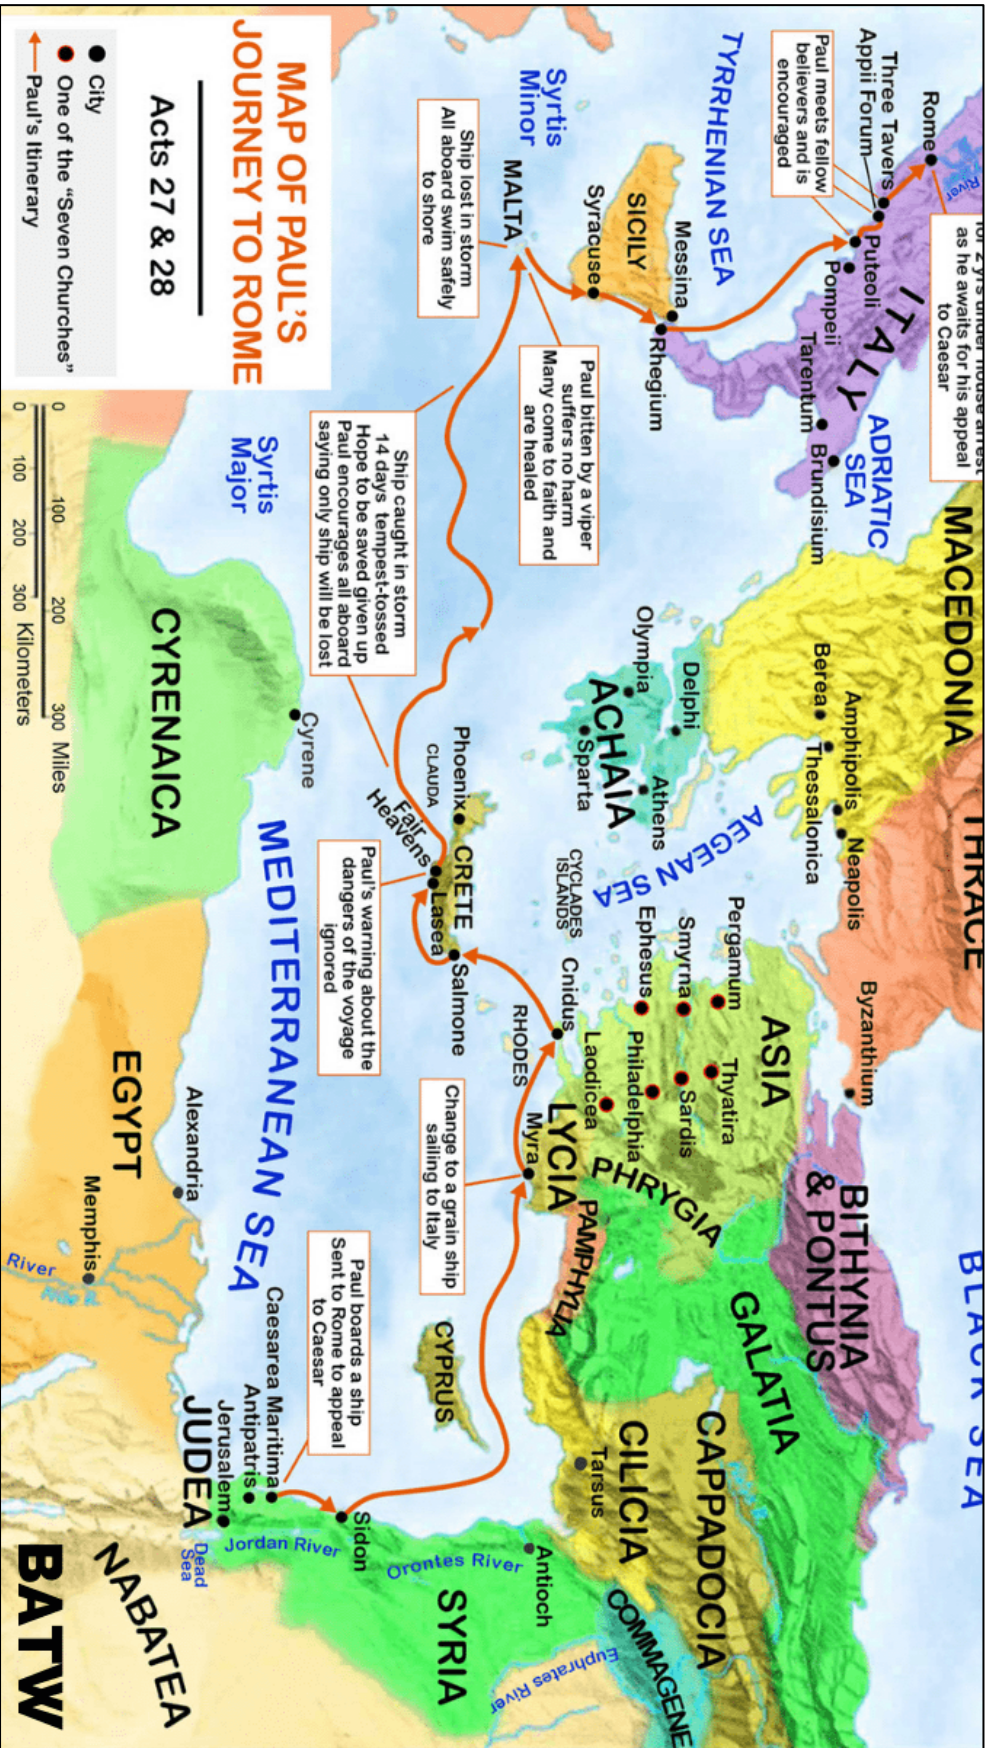 MAP OF PAUL'S
JOURNEY TO ROME
Acts 27 & 28
City
One of the "Seven Churches"
Paul's Itinerary
0 100 200 300 Miles
0 100 200 300 Kilometers
for 2 yrs under house arrest
as he awaits for his appeal
to Caesar
Rome
River
Three Taverns
Appii Forum
Paul meets fellow
believers and is
encouraged
Puteoli
Pompeii
ITALY
Tarentum
Brundisium
TYRRHENIAN SEA
ADRIATIC
SEA
SICILY
Messina
Syracuse
Rhegium
Syrtis
Minor
MALTA
Ship lost in storm
All aboard swim safely
to shore
Paul bitten by a viper
suffers no harm
Many come to faith and
are healed
Ship caught in storm
14 days tempest-tossed
Hope to be saved given up
Paul encourages all aboard
saying only ship will be lost
Syrtis
Major
CYRENAICA
Cyrene
MACEDONIA
Berea
Amphipolis
Thessalonica
Neapolis
THRACE
Byzantium
ACHAIA
Olympia
Delphi
Sparta
Athens
AEGEAN SEA
CYCLADES
ISLANDS
Phoenix
CLAUDA
Fair
Heavens
CRETE
Lasea
Salmone
Paul's warning about the
dangers of the voyage
ignored
MEDITERRANEAN SEA
Cnidus
RHODES
Pergamum
Smyrna
Ephesus
ASIA
Thyatira
Sardis
Philadelphia
Laodicea
LYCIA
Myra
Change to a grain ship
sailing to Italy
PHRYGIA
PAMPHYLIA
BITHYNIA
& PONTUS
BLACK SEA
GALATIA
CAPPADOCIA
CILICIA
Tarsus
COMMAGENE
CYPRUS
Paul boards a ship
Sent to Rome to appeal
to Caesar
EGYPT
Alexandria
Memphis
River
Nile R.
Caesarea Maritima
Antipatris
Jerusalem
JUDEA
Sidon
Jordan River
Dead
Sea
Orontes River
Antioch
SYRIA
Euphrates River
NABATEA
BATW